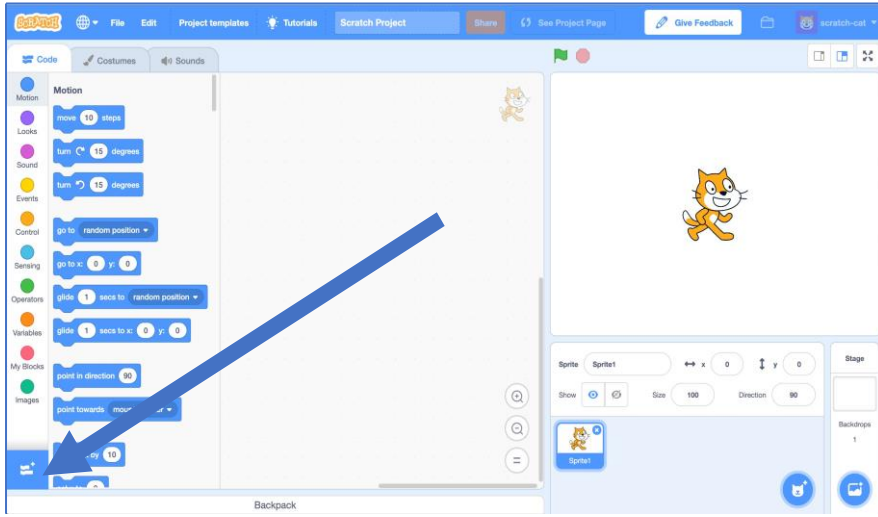 SCRATCH File Edit Project templates Tutorials Scratch Project Share See Project Page Give Feedback scratch-cat
Code Costumes Sounds
Motion
Looks
Sound
Events
Control
Sensing
Operators
Variables
My Blocks
Images
Motion
move 10 steps
turn 15 degrees
turn 15 degrees
go to random position
go to x: 0 y: 0
glide 1 secs to random position
glide 1 secs to x: 0 y: 0
point in direction 90
point towards
by 10
Backpack
Sprite Sprite1 x 0 y 0
Show Size 100 Direction 90
Sprite1
Stage
Backdrops
1